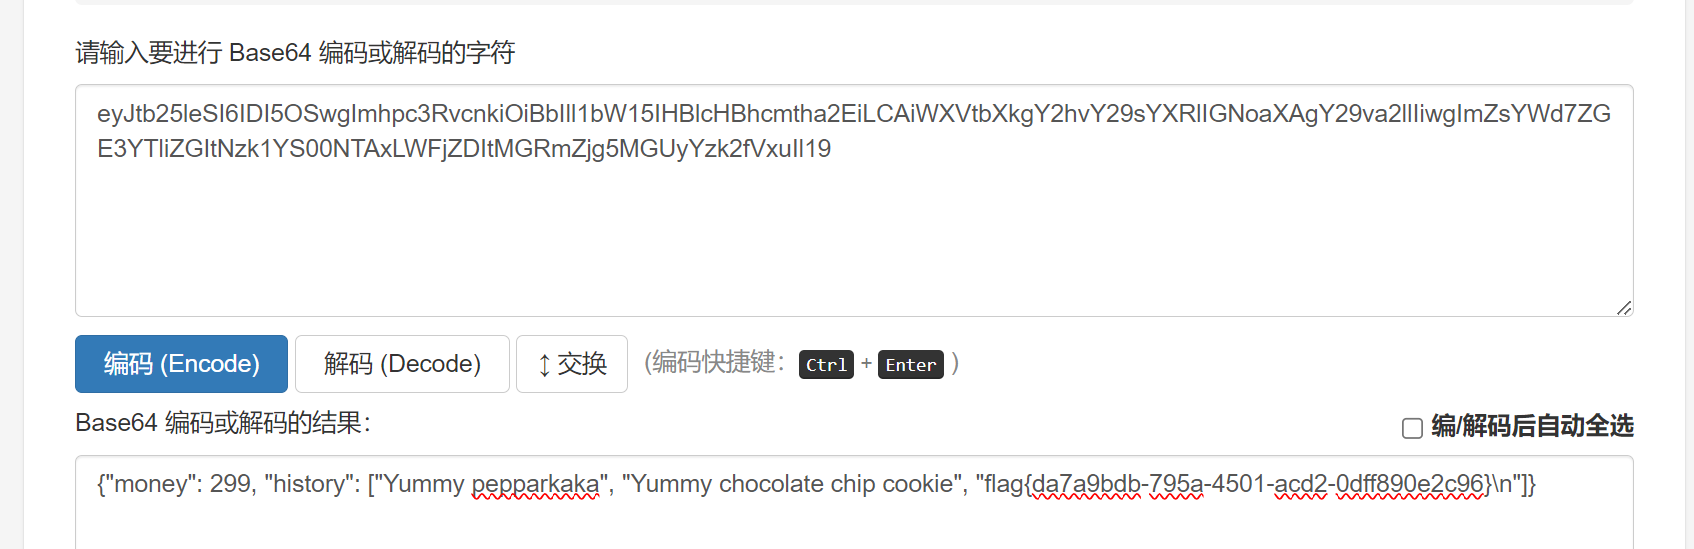 请输入要进行 Base64 编码或解码的字符
eyJtb25leSI6IDI5OSwgImhpc3RvcnkiOiBbIll1bW15IHBlcHBhcmtha2EiLCAiWXVtbXkgY2hvY29sYXRlIGNoaXAgY29va2llIiwgImZsYWd7ZG
E3YTliZGItNzk1YS00NTAxLWFjZDItMGRmZjg5MGUyYzk2fVxuIl19
编码 (Encode) 解码 (Decode) ↕ 交换 (编码快捷键： Ctrl + Enter )
Base64 编码或解码的结果： 编/解码后自动全选
{"money": 299, "history": ["Yummy pepparkaka", "Yummy chocolate chip cookie", "flag{da7a9bdb-795a-4501-acd2-0dff890e2c96}\n"]}